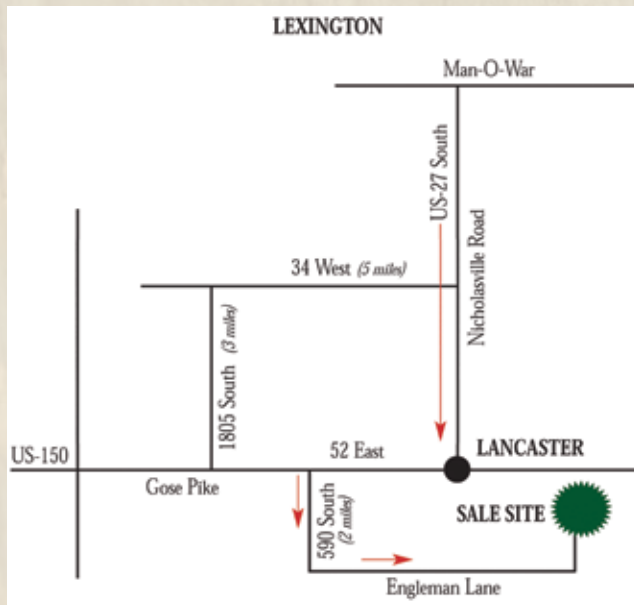 LEXINGTON
Man-O-War
US-27 South
Nicholasville Road
34 West (5 miles)
1805 South (3 miles)
US-150
52 East
LANCASTER
Gose Pike
SALE SITE
590 South
(2 miles)
Engleman Lane